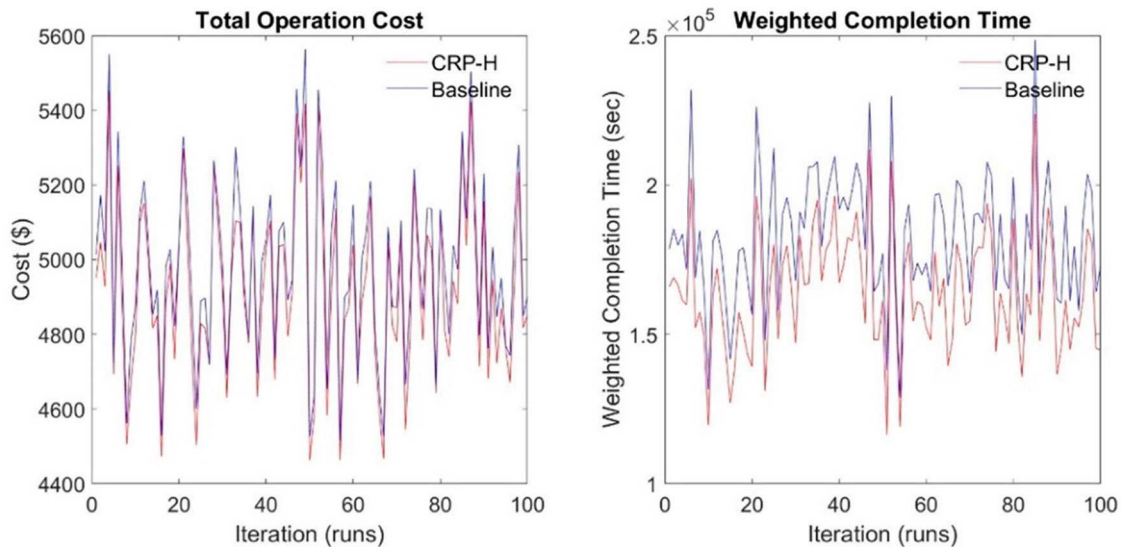 Total Operation Cost
5600
5400
5200
5000
4800
4600
4400
Cost ($)
CRP-H
Baseline
0 20 40 60 80 100
Iteration (runs)
Weighted Completion Time
×10⁵
2.5
2
1.5
1
Weighted Completion Time (sec)
CRP-H
Baseline
0 20 40 60 80 100
Iteration (runs)